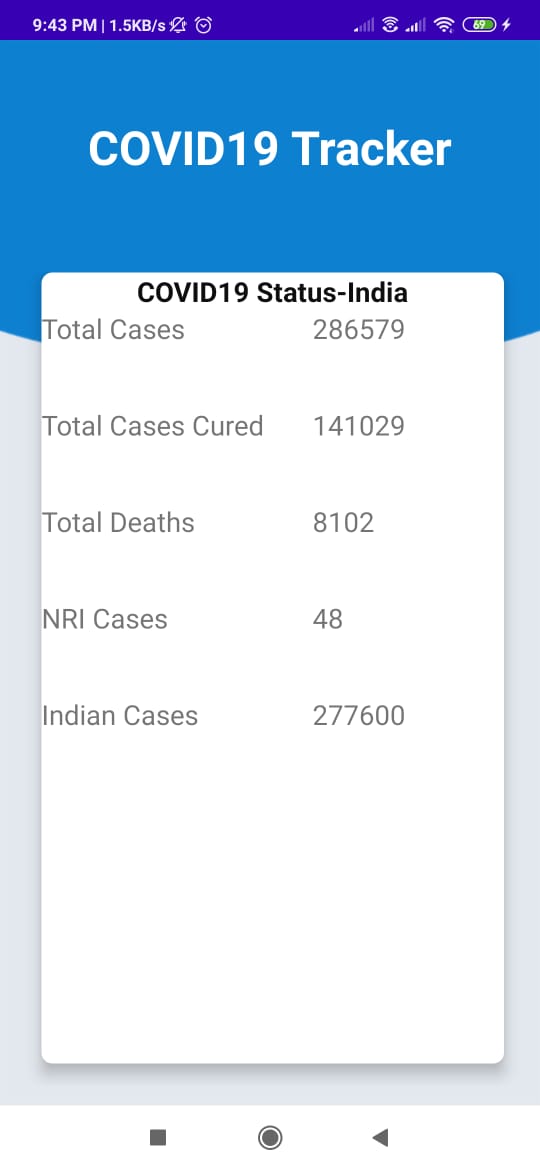 9:43 PM | 1.5KB/s
69
COVID19 Tracker
COVID19 Status-India
Total Cases 286579
Total Cases Cured 141029
Total Deaths 8102
NRI Cases 48
Indian Cases 277600